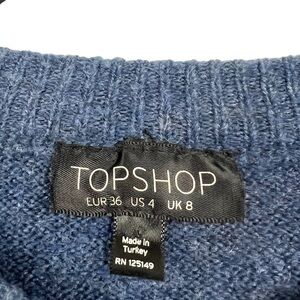 TOPSHOP
EUR 36 US 4 UK 8
Made in
Turkey
RN 125149